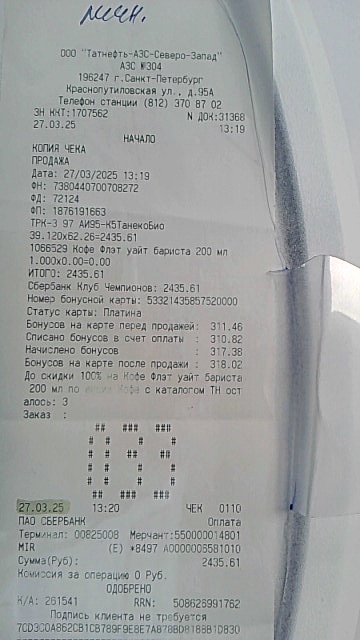 ООО "Татнефть-АЗС-Северо-Запад"
АЗС №304
196247 г.Санкт-Петербург
Краснопутиловская ул., д.95А
Телефон станции (812) 370 87 02
ЗН ККТ:1707562 N ДОК:31368
27.03.25 13:19
НАЧАЛО
КОПИЯ ЧЕКА
ПРОДАЖА
Дата: 27/03/2025 13:19
ФН: 7380440700708272
ФД: 72124
ФП: 1876191663
ТРК-3 97 АИ95-К5ТанекоБио
39.120x62.26=2435.61
1066529 Кофе Флэт уайт бариста 200 мл
1.000x0.00=0.00
ИТОГО: 2435.61
Сбербанк Клуб Чемпионов: 2435.61
Номер бонусной карты: 53321435857520000
Статус карты: Платина
Бонусов на карте перед продажей: 311.46
Списано бонусов в счет оплаты : 310.82
Начислено бонусов : 317.38
Бонусов на карте после продажи : 318.02
До скидки 100% на Кофе Флэт уайт бариста
200 мл по акции Кофе с каталогом ТН ост
алось: 3
Заказ :
27.03.25 13:20 ЧЕК 0110
ПАО СБЕРБАНК Оплата
Терминал: 00825008 Мерчант:550000014801
MIR (E) *8497 A0000006581010
Сумма(Руб): 2435.61
Комиссия за операцию 0 Руб.
ОДОБРЕНО
К/А: 261541 RRN: 508626991762
Подпись клиента не требуется